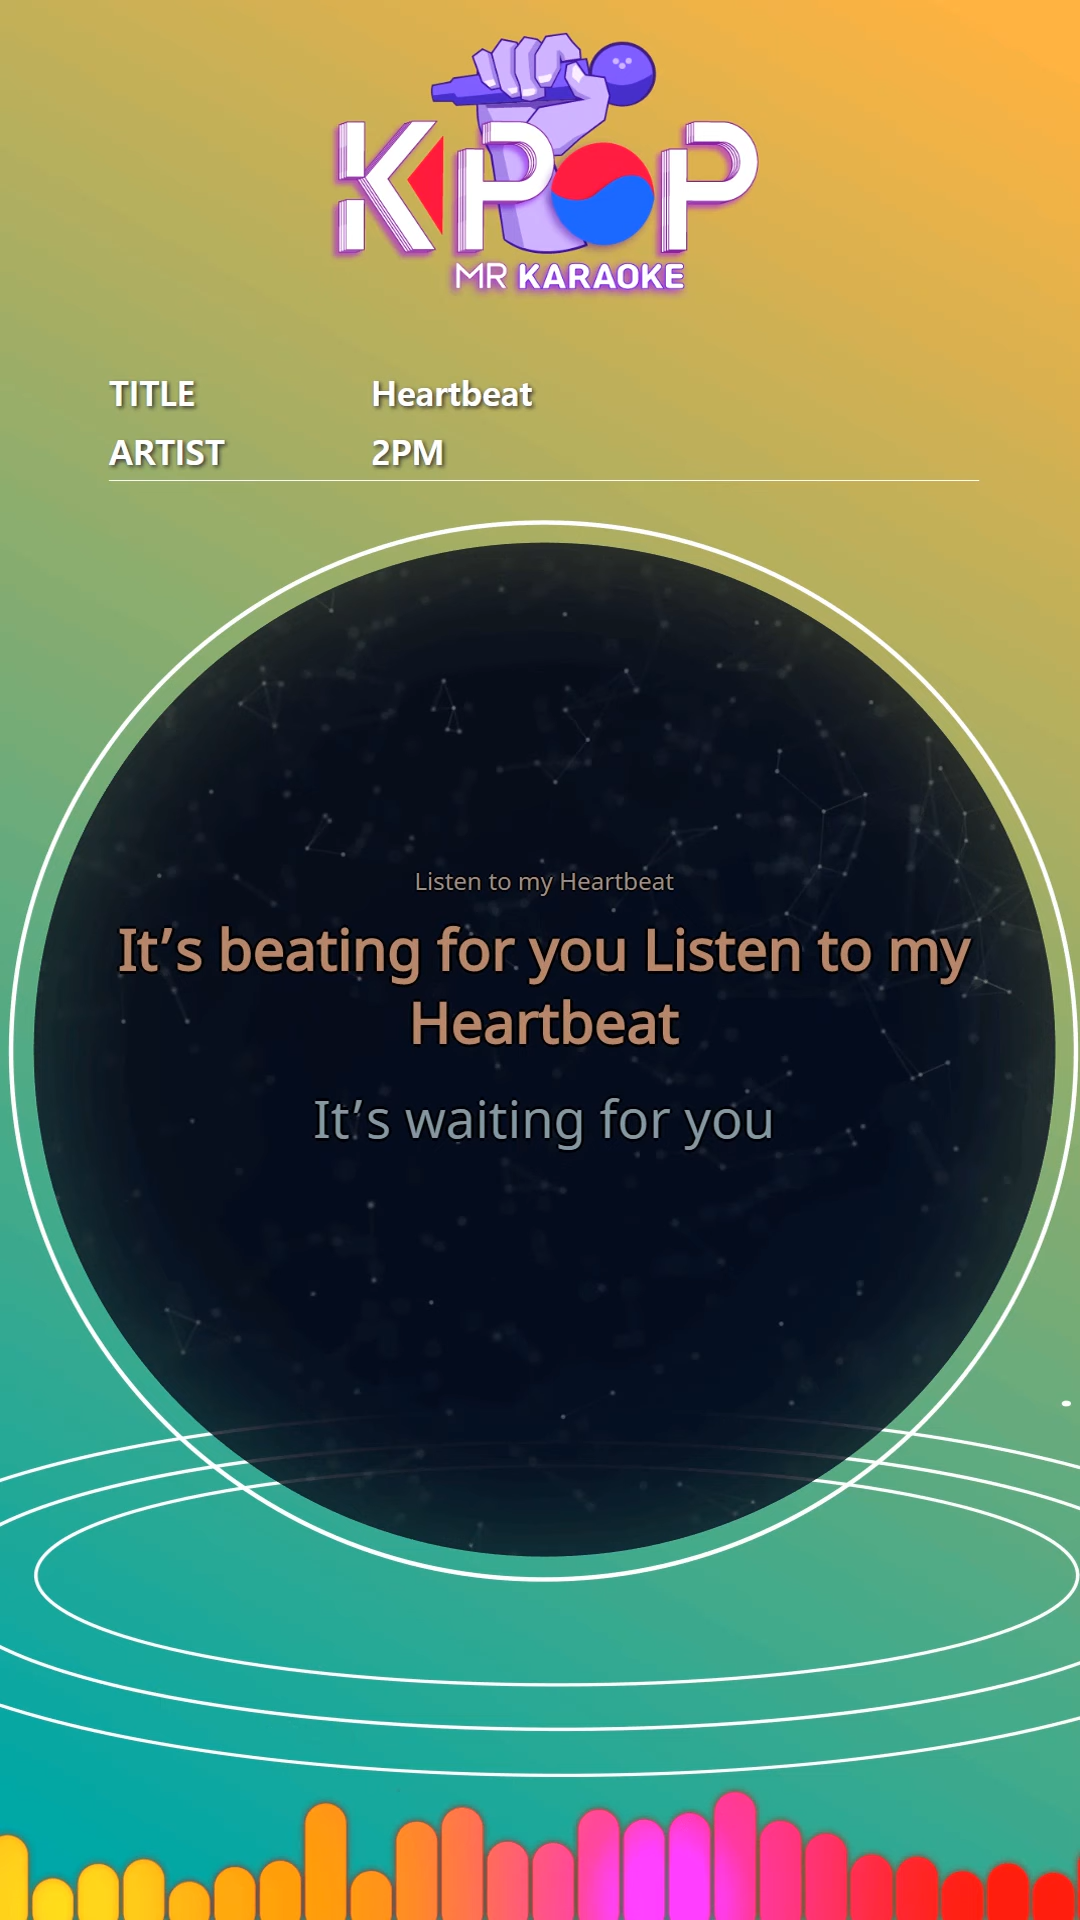 KPOP
MR KARAOKE
TITLE Heartbeat
ARTIST 2PM
Listen to my Heartbeat
It’s beating for you Listen to my
Heartbeat
It’s waiting for you